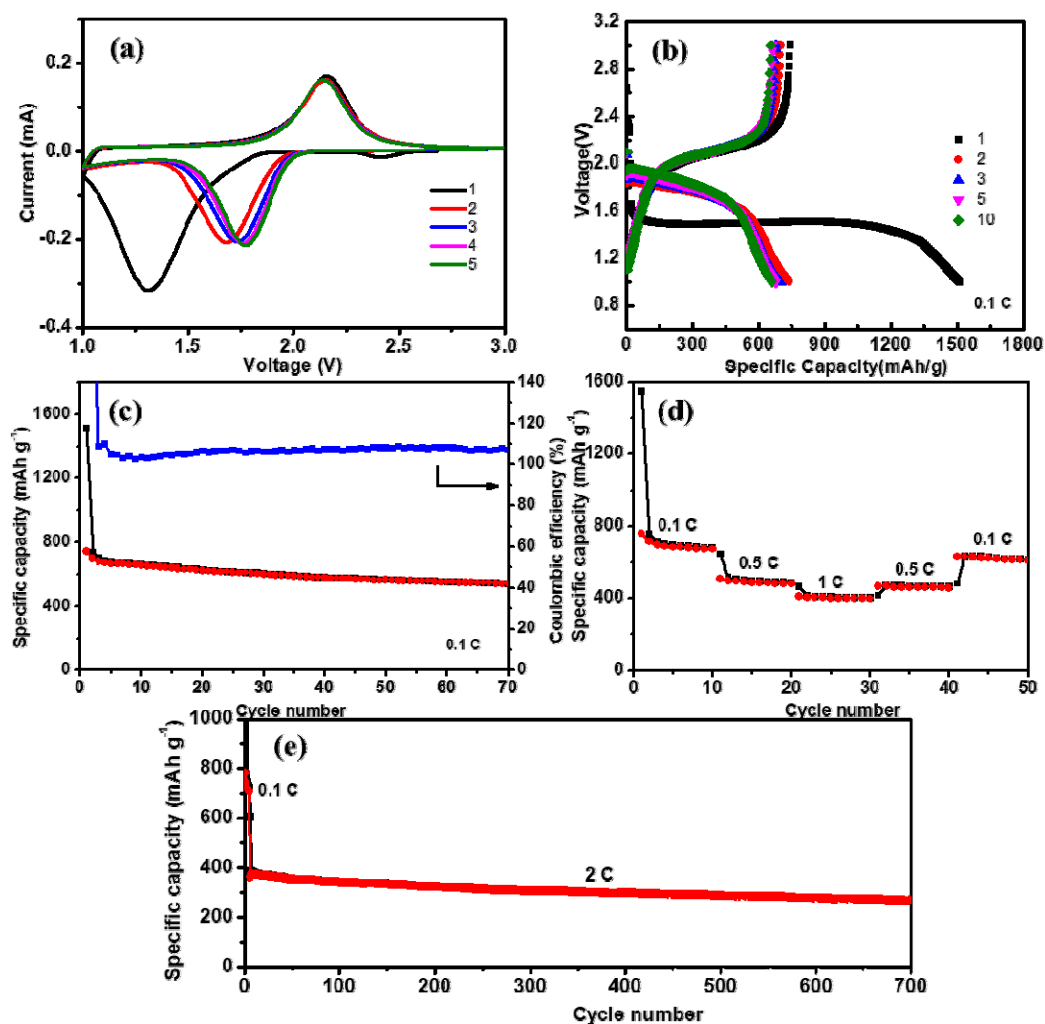 (a)
0.2
0.0
-0.2
-0.4
Current (mA)
1.0 1.5 2.0 2.5 3.0
Voltage (V)
1
2
3
4
5
(b)
3.2
2.8
2.4
2.0
1.6
1.2
0.8
Voltage(V)
0 300 600 900 1200 1500 1800
Specific Capacity(mAh/g)
1
2
3
5
10
0.1 C
(c)
1600
1400
1200
800
600
400
0
Specific capacity (mAh g⁻¹)
140
120
100
80
60
40
20
0
Coulombic efficiency (%)
0 10 20 30 40 50 60 70
Cycle number
0.1 C
(d)
1600
1200
800
400
0
Specific capacity (mAh g⁻¹)
0.1 C
0.5 C
1 C
0.5 C
0.1 C
0 10 20 30 40 50
Cycle number
(e)
1000
800
600
400
200
0
Specific capacity (mAh g⁻¹)
0.1 C
2 C
0 100 200 300 400 500 600 700
Cycle number